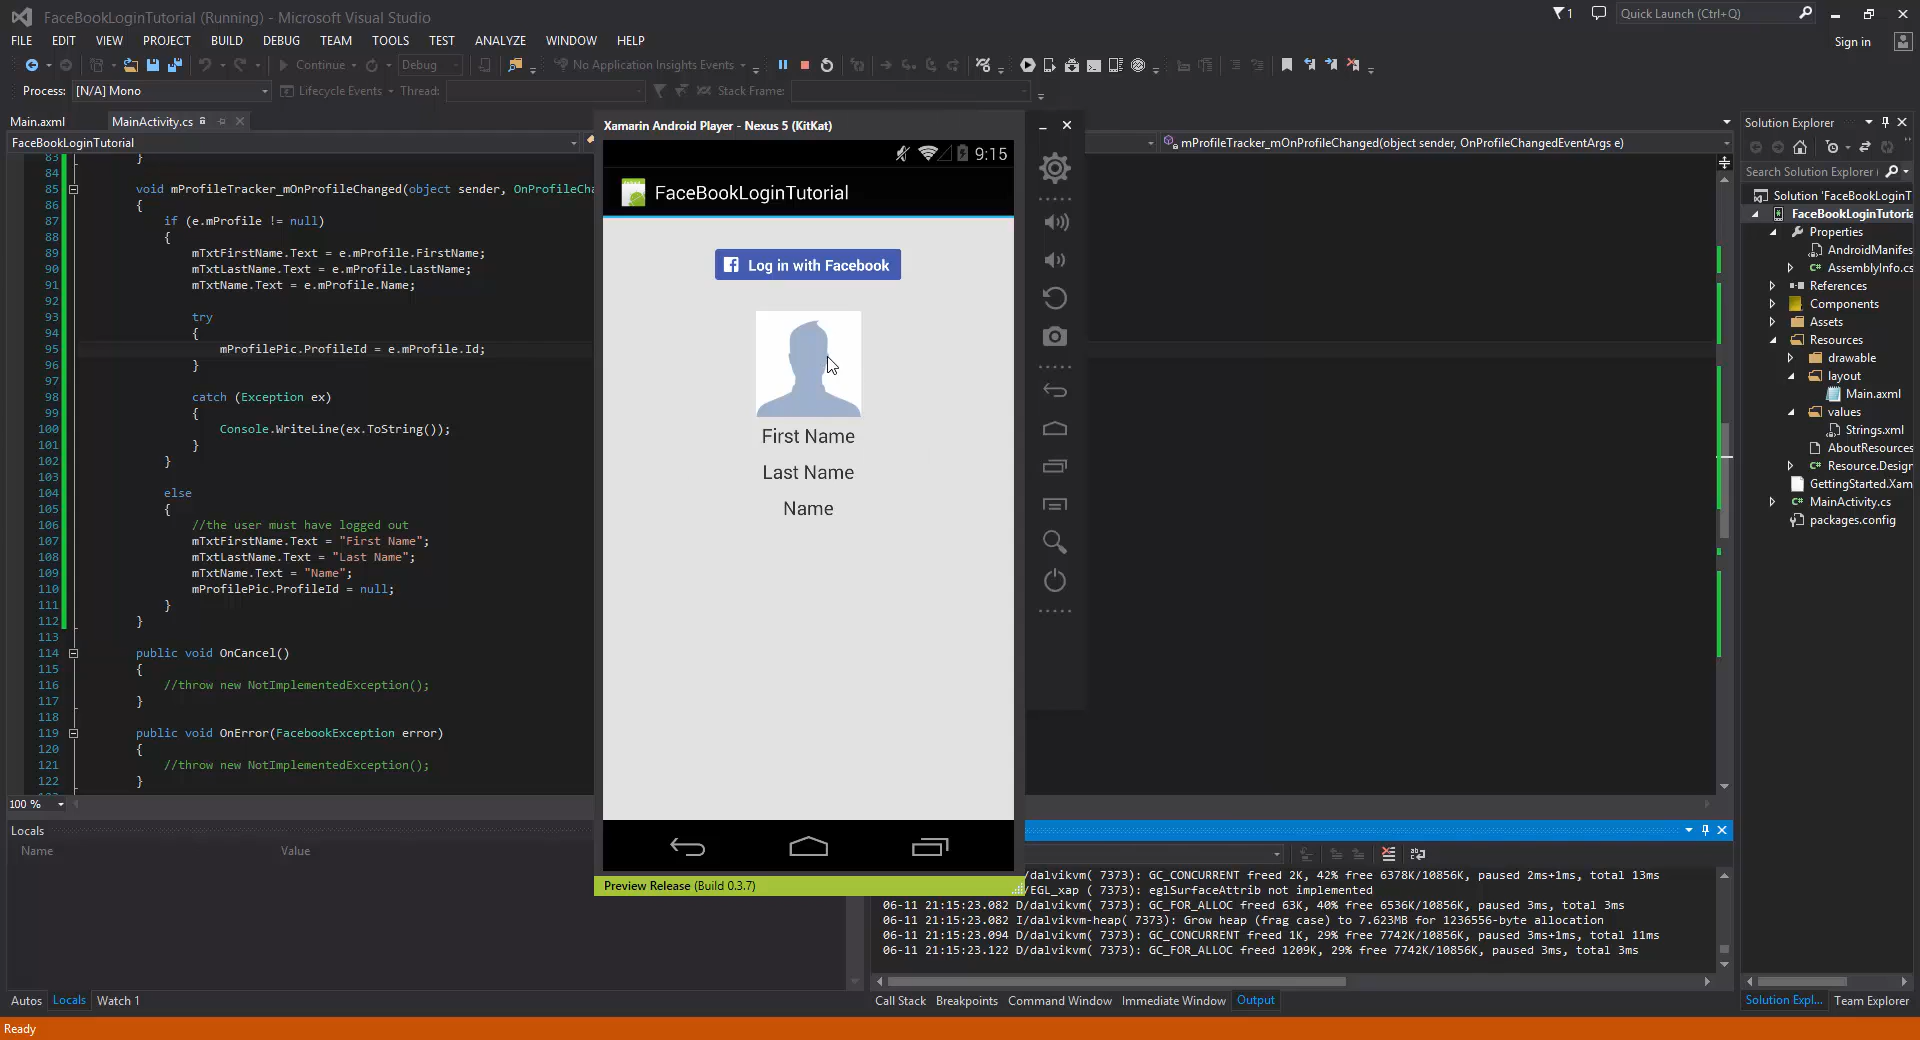 FaceBookLoginTutorial (Running) - Microsoft Visual Studio
1
Quick Launch (Ctrl+Q)
FILE EDIT VIEW PROJECT BUILD DEBUG TEAM TOOLS TEST ANALYZE WINDOW HELP
Sign in
Continue Debug No Application Insights Events
Process: [N/A] Mono Lifecycle Events Thread: Stack Frame:
Main.axml MainActivity.cs
FaceBookLoginTutorial
mProfileTracker_mOnProfileChanged(object sender, OnProfileChangedEventArgs e)
83 }
84
85 void mProfileTracker_mOnProfileChanged(object sender, OnProfileCha
86 {
87 if (e.mProfile != null)
88 {
89 mTxtFirstName.Text = e.mProfile.FirstName;
90 mTxtLastName.Text = e.mProfile.LastName;
91 mTxtName.Text = e.mProfile.Name;
92
93 try
94 {
95 mProfilePic.ProfileId = e.mProfile.Id;
96 }
97
98 catch (Exception ex)
99 {
100 Console.WriteLine(ex.ToString());
101 }
102 }
103
104 else
105 {
106 //the user must have logged out
107 mTxtFirstName.Text = "First Name";
108 mTxtLastName.Text = "Last Name";
109 mTxtName.Text = "Name";
110 mProfilePic.ProfileId = null;
111 }
112 }
113
114 public void OnCancel()
115 {
116 //throw new NotImplementedException();
117 }
118
119 public void OnError(FacebookException error)
120 {
121 //throw new NotImplementedException();
122 }
100 %
Xamarin Android Player - Nexus 5 (KitKat)
9:15
FaceBookLoginTutorial
Log in with Facebook
First Name
Last Name
Name
Preview Release (Build 0.3.7)
Solution Explorer
Search Solution Explorer (
Solution 'FaceBookLoginT
FaceBookLoginTutoria
Properties
AndroidManifes
AssemblyInfo.cs
References
Components
Assets
Resources
drawable
layout
Main.axml
values
Strings.xml
AboutResources
Resource.Design
GettingStarted.Xam
MainActivity.cs
packages.config
Solution Expl... Team Explorer
Locals
Name Value
Autos Locals Watch 1
/dalvikvm( 7373): GC_CONCURRENT freed 2K, 42% free 6378K/10856K, paused 2ms+1ms, total 13ms
/EGL_xap ( 7373): eglSurfaceAttrib not implemented
06-11 21:15:23.082 D/dalvikvm( 7373): GC_FOR_ALLOC freed 63K, 40% free 6536K/10856K, paused 3ms, total 3ms
06-11 21:15:23.082 I/dalvikvm-heap( 7373): Grow heap (frag case) to 7.623MB for 1236556-byte allocation
06-11 21:15:23.094 D/dalvikvm( 7373): GC_CONCURRENT freed 1K, 29% free 7742K/10856K, paused 3ms+1ms, total 11ms
06-11 21:15:23.122 D/dalvikvm( 7373): GC_FOR_ALLOC freed 1209K, 29% free 7742K/10856K, paused 3ms, total 3ms
Call Stack Breakpoints Command Window Immediate Window Output
Ready